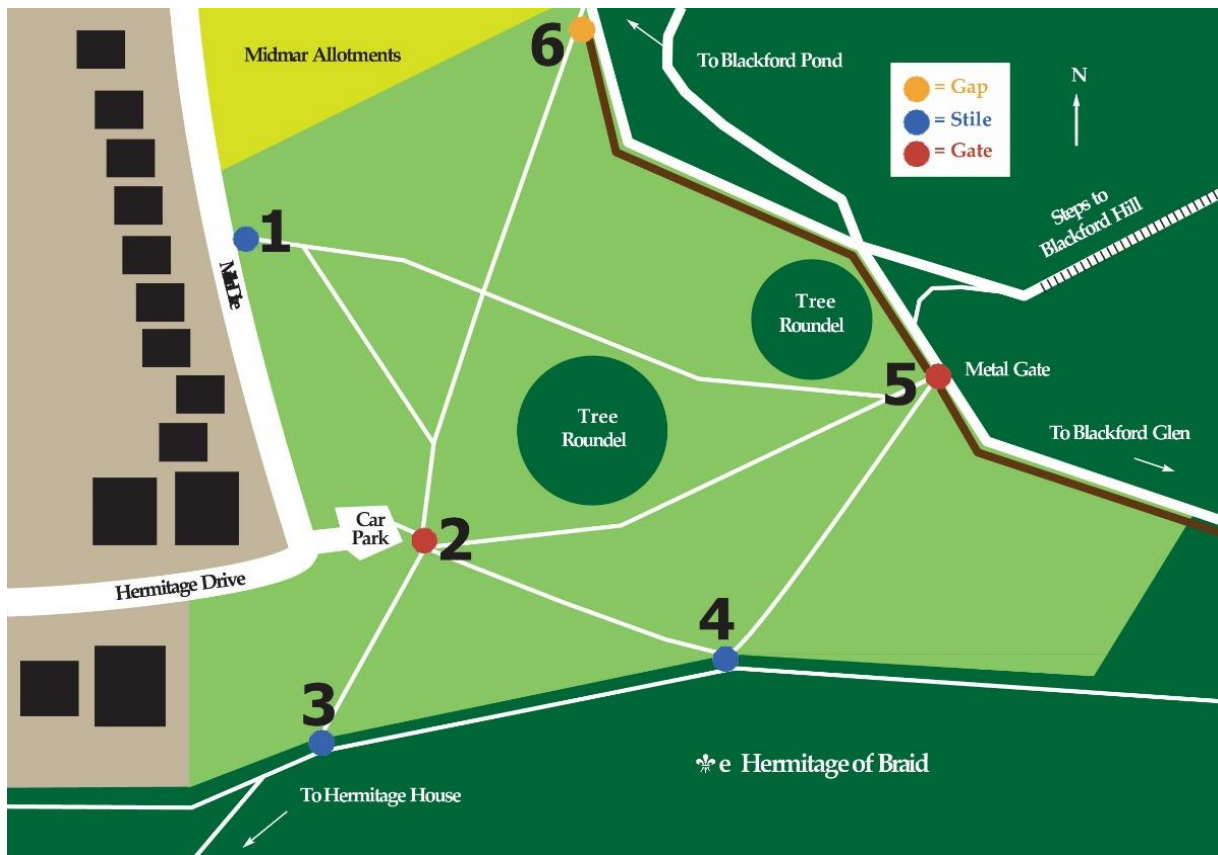 6
Midmar Allotments
To Blackford Pond
= Gap
= Stile
= Gate
N
Steps to
Blackford Hill
1
Tree
Roundel
5
Metal Gate
Tree
Roundel
To Blackford Glen
Car
Park
2
Hermitage Drive
4
3
e Hermitage of Braid
To Hermitage House